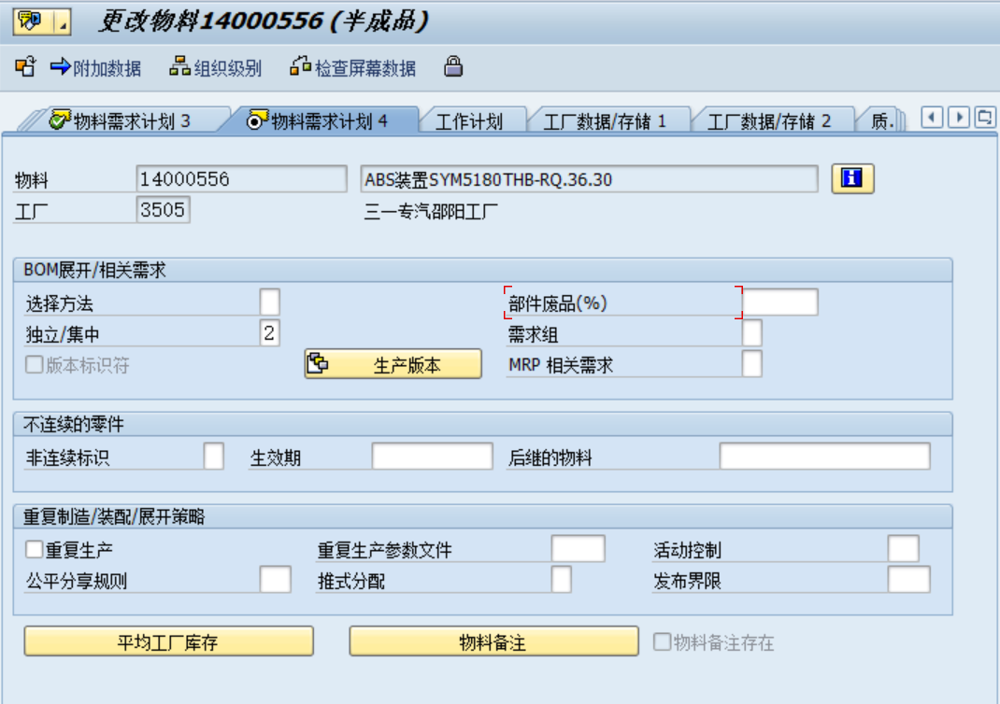 更改物料14000556 (半成品)
附加数据 组织级别 检查屏幕数据
物料需求计划 3 物料需求计划 4 工作计划 工厂数据/存储 1 工厂数据/存储 2 质.
物料 14000556 ABS装置SYM5180THB-RQ.36.30
工厂 3505 三一专汽邵阳工厂
BOM展开/相关需求
选择方法 部件废品(%)
独立/集中 2 需求组
版本标识符 生产版本 MRP 相关需求
不连续的零件
非连续标识 生效期 后继的物料
重复制造/装配/展开策略
重复生产 重复生产参数文件 活动控制
公平分享规则 推式分配 发布界限
平均工厂库存 物料备注 物料备注存在